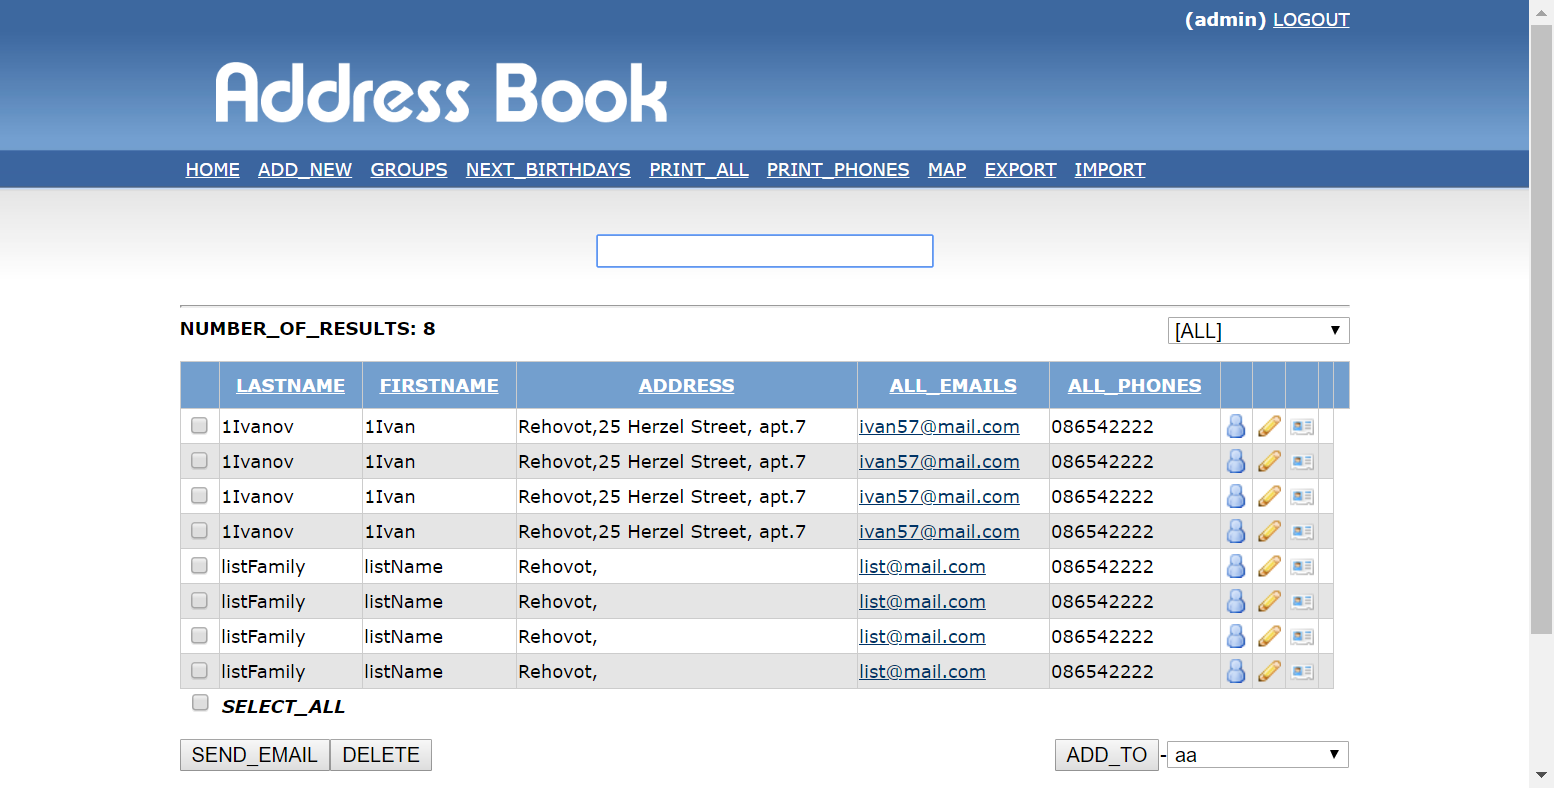 (admin) LOGOUT
Address Book
HOME ADD_NEW GROUPS NEXT_BIRTHDAYS PRINT_ALL PRINT_PHONES MAP EXPORT IMPORT
NUMBER_OF_RESULTS: 8 [ALL]
LASTNAME FIRSTNAME ADDRESS ALL_EMAILS ALL_PHONES
1Ivanov 1Ivan Rehovot,25 Herzel Street, apt.7 ivan57@mail.com 086542222
1Ivanov 1Ivan Rehovot,25 Herzel Street, apt.7 ivan57@mail.com 086542222
1Ivanov 1Ivan Rehovot,25 Herzel Street, apt.7 ivan57@mail.com 086542222
1Ivanov 1Ivan Rehovot,25 Herzel Street, apt.7 ivan57@mail.com 086542222
listFamily listName Rehovot, list@mail.com 086542222
listFamily listName Rehovot, list@mail.com 086542222
listFamily listName Rehovot, list@mail.com 086542222
listFamily listName Rehovot, list@mail.com 086542222
SELECT_ALL
SEND_EMAIL DELETE ADD_TO - aa